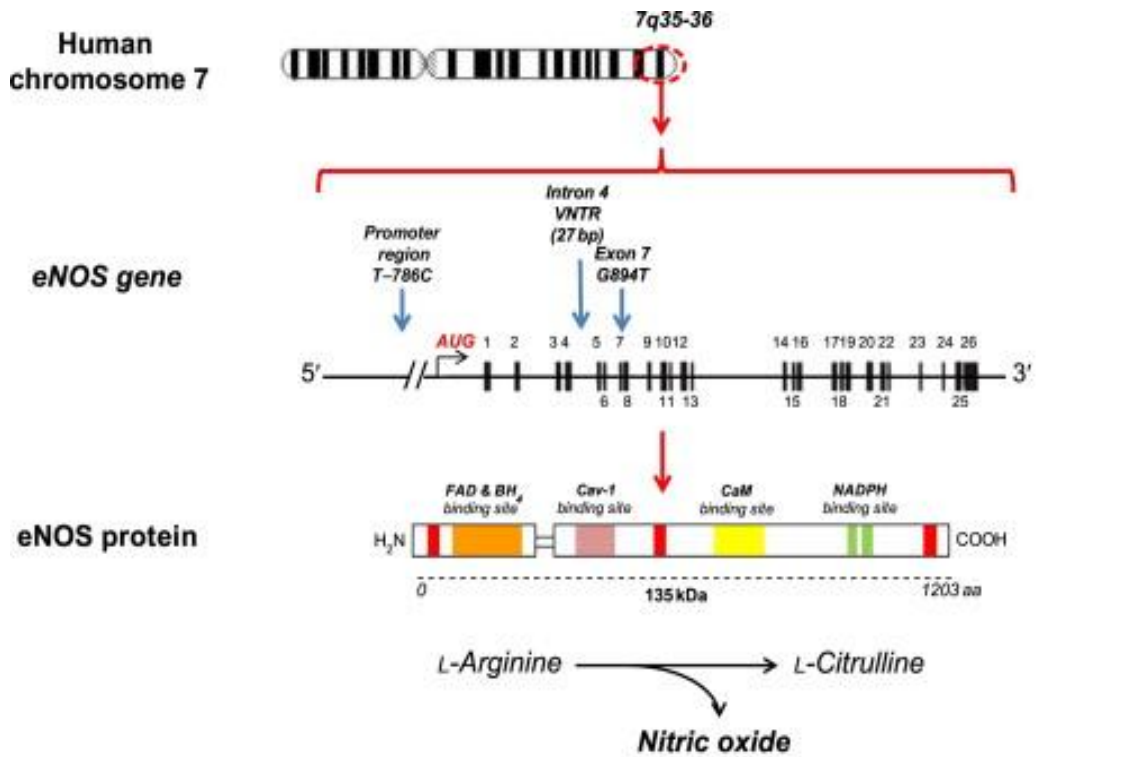 7q35-36
Human
chromosome 7
Intron 4
VNTR
(27 bp)
Promoter
region
T–786C
Exon 7
G894T
eNOS gene
AUG 1 2 3 4 5 7 9 10 12 14 16 17 19 20 22 23 24 26
5′ 3′
6 8 11 13 15 18 21 25
FAD & BH4 Cav-1 CaM NADPH
binding site binding site binding site binding site
eNOS protein
H2N COOH
0 135 kDa 1203 aa
L-Arginine L-Citrulline
Nitric oxide